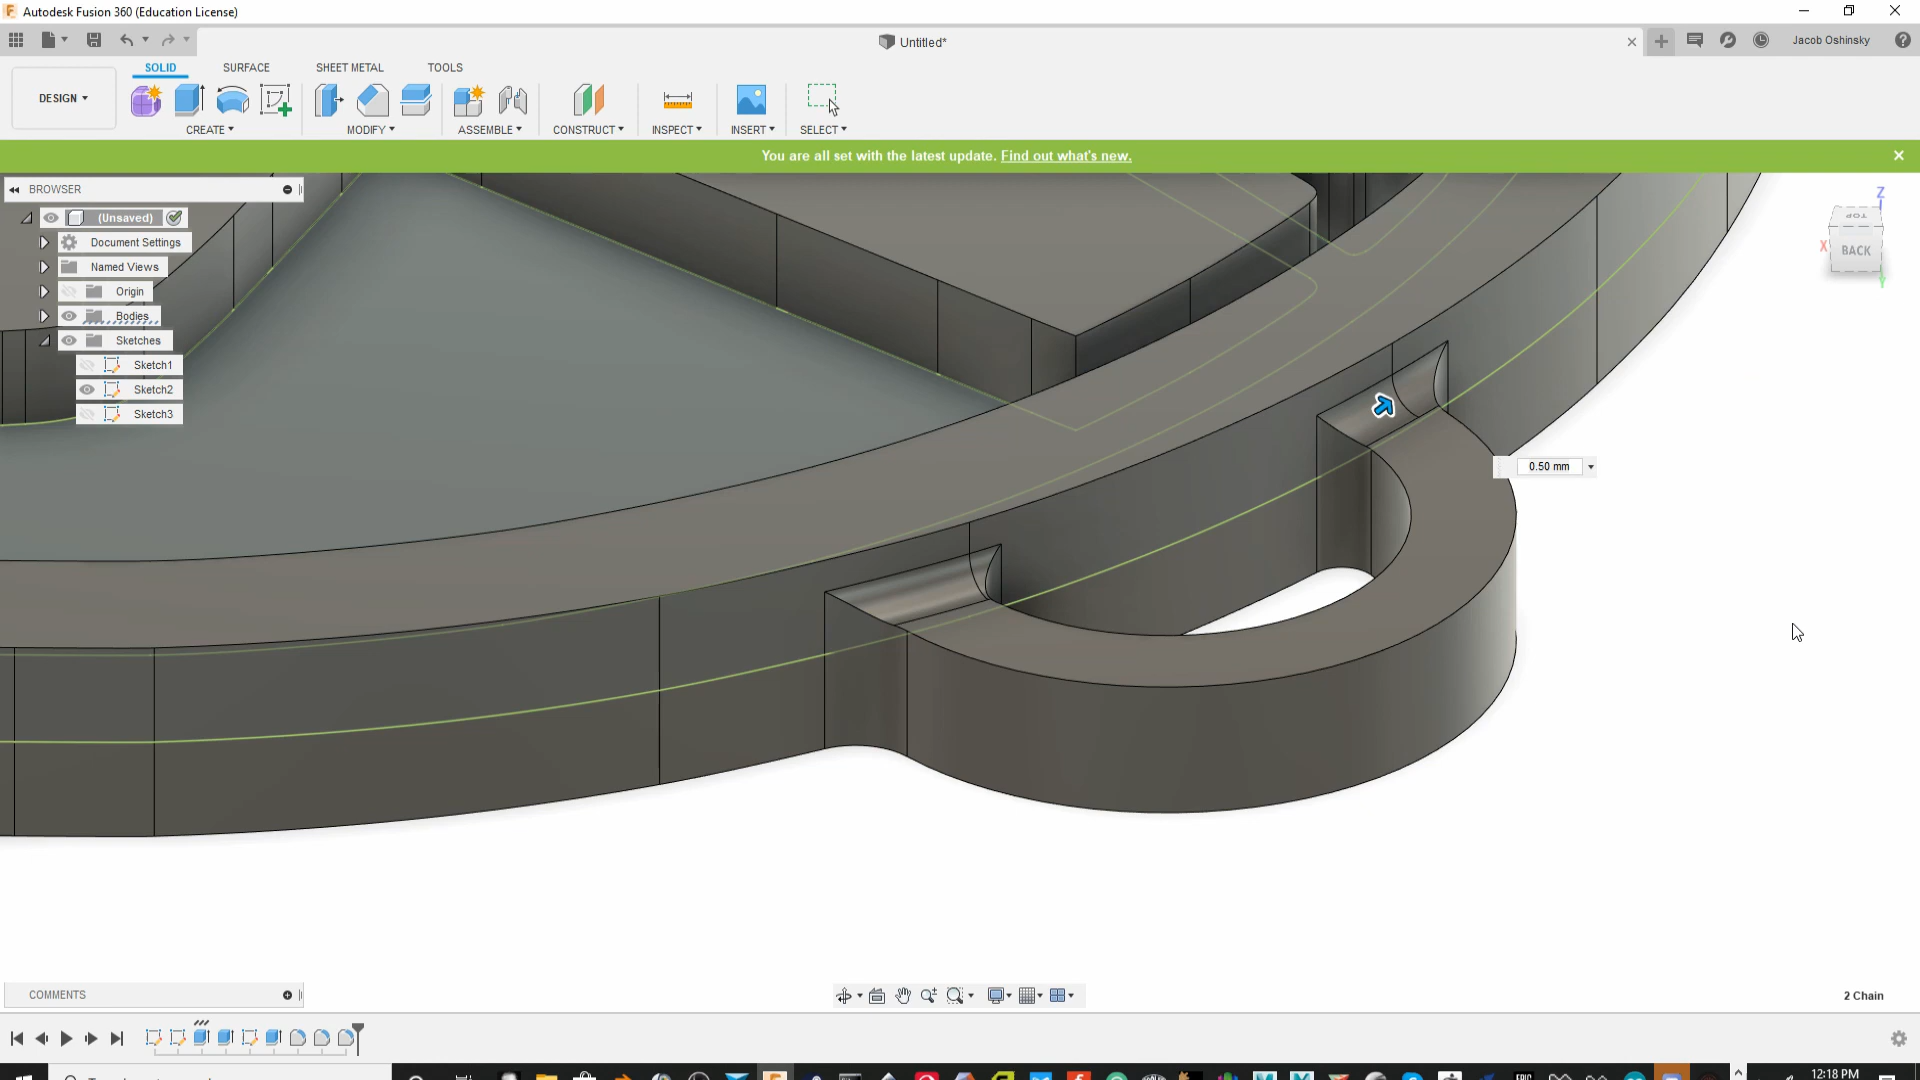 Autodesk Fusion 360 (Education License)
Untitled*
Jacob Oshinsky
SOLID SURFACE SHEET METAL TOOLS
DESIGN
CREATE MODIFY ASSEMBLE CONSTRUCT INSPECT INSERT SELECT
You are all set with the latest update. Find out what's new.
BROWSER
(Unsaved)
Document Settings
Named Views
Origin
Bodies
Sketches
Sketch1
Sketch2
Sketch3
Z
TOP
X
BACK
Y
0.50 mm
COMMENTS
2 Chain
EPIC
12:18 PM